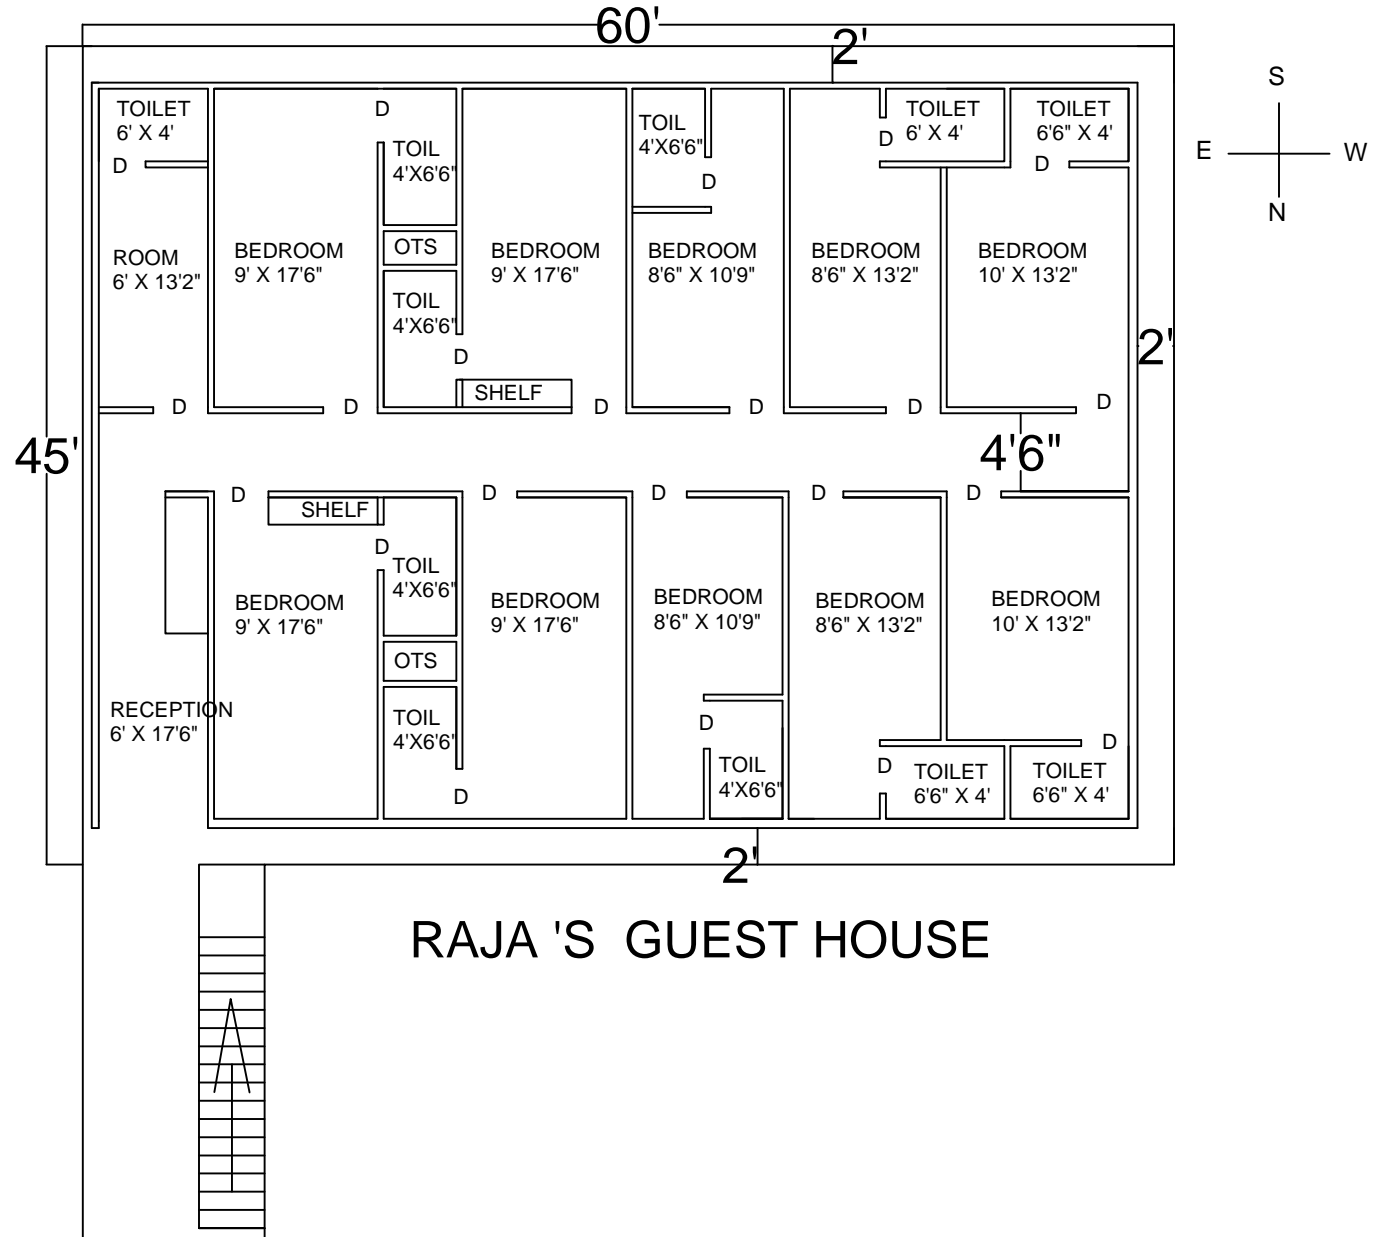 60'
2'
S
E
W
N
TOILET
6' X 4'
D
D
TOIL
4'X6'6"
TOIL
4'X6'6"
D
D
TOILET
6' X 4'
TOILET
6'6" X 4'
D
ROOM
6' X 13'2"
BEDROOM
9' X 17'6"
OTS
TOIL
4'X6'6"
BEDROOM
9' X 17'6"
BEDROOM
8'6" X 10'9"
BEDROOM
8'6" X 13'2"
BEDROOM
10' X 13'2"
2'
D
SHELF
D
D
D
D
D
D
45'
4'6"
D
SHELF
D
D
D
D
D
TOIL
4'X6'6"
BEDROOM
9' X 17'6"
BEDROOM
9' X 17'6"
BEDROOM
8'6" X 10'9"
BEDROOM
8'6" X 13'2"
BEDROOM
10' X 13'2"
OTS
RECEPTION
6' X 17'6"
TOIL
4'X6'6"
D
D
TOIL
4'X6'6"
D
TOILET
6'6" X 4'
D
TOILET
6'6" X 4'
2'
RAJA 'S GUEST HOUSE